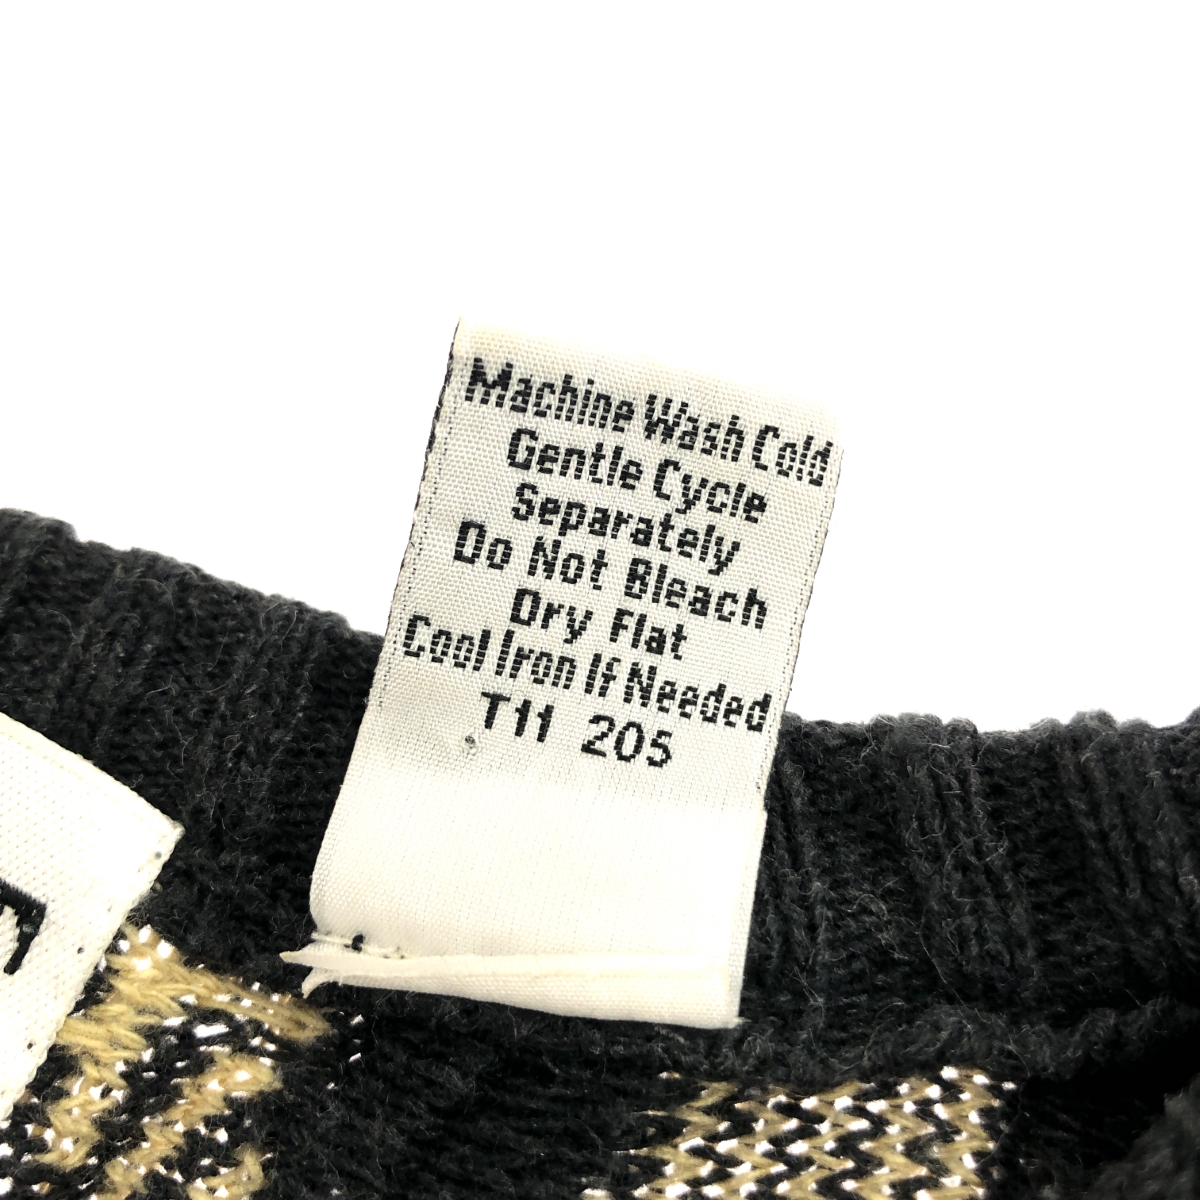 Machine Wash Cold
Gentle Cycle
Separately
Do Not Bleach
Dry Flat
Cool Iron If Needed
T11 205